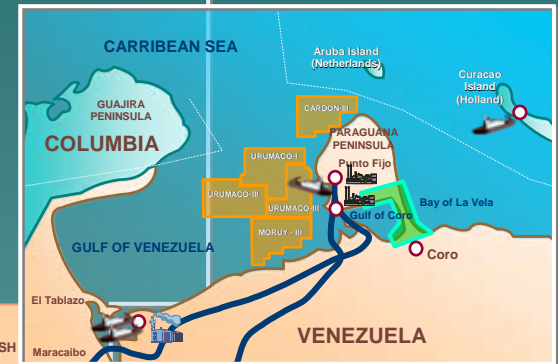 CARRIBEAN SEA
Aruba Island
(Netherlands)
Curacao
Island
(Holland)
GUAJIRA
PENINSULA
COLUMBIA
CARDON-III
PARAGUANA
PENINSULA
Punto Fijo
URUMACO-I
URUMACO-III
URUMACO-III
MORUY - III
Gulf of Coro
Bay of La Vela
Coro
GULF OF VENEZUELA
El Tablazo
Maracaibo
VENEZUELA
SH